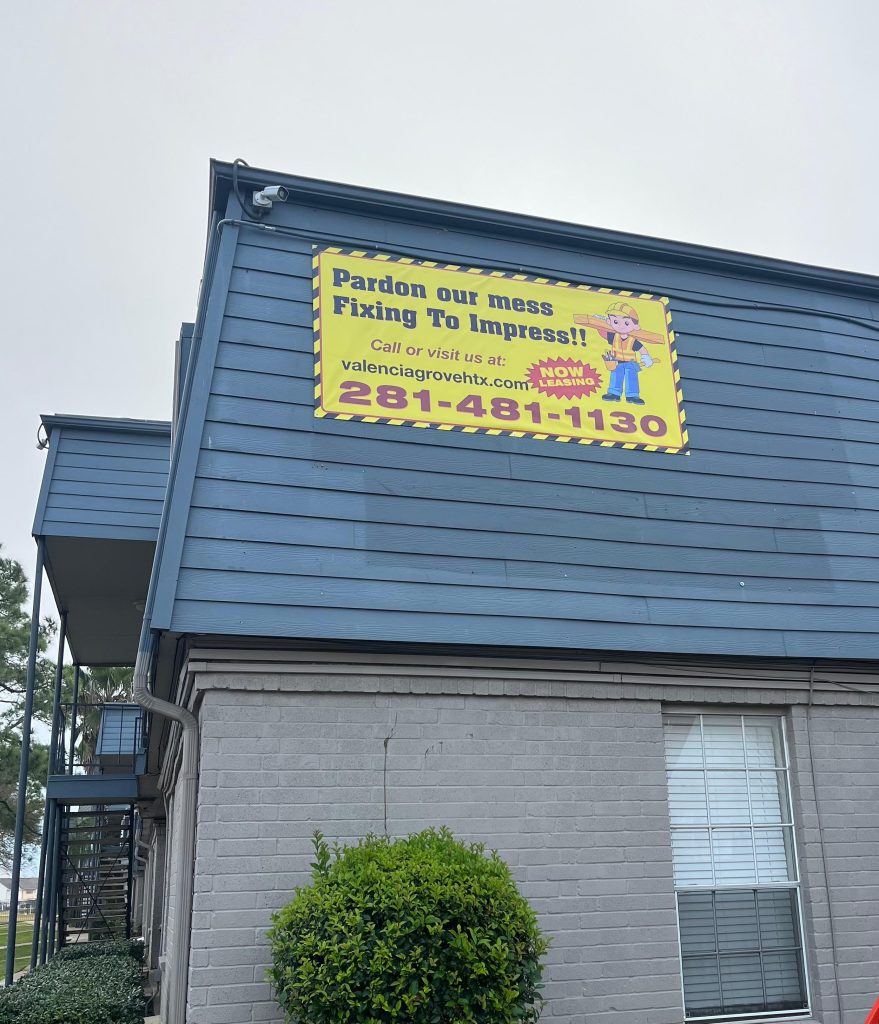 Pardon our mess
Fixing To Impress!!
Call or visit us at:
valenciagrovehtx.com
NOW
LEASING
281-481-1130